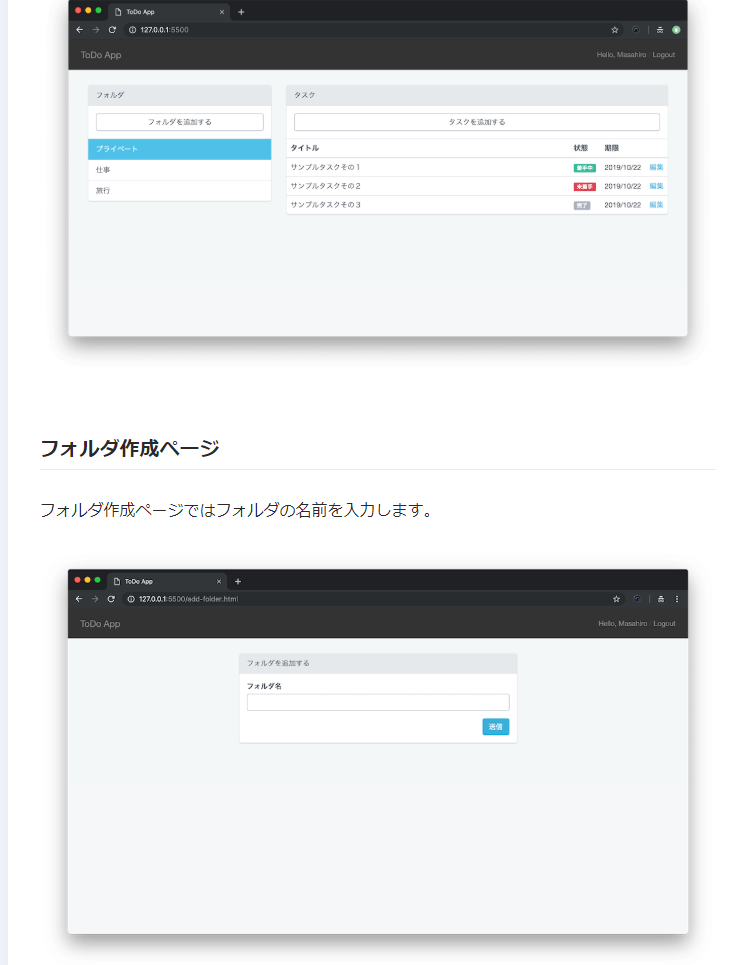 ToDo App
127.0.0.1:5500
ToDo App
Hello, Masahiro Logout
フォルダ
フォルダを追加する
プライベート
仕事
旅行
タスク
タスクを追加する
タイトル 状態 期限
サンプルタスクその1 着手中 2019/10/22 編集
サンプルタスクその2 未着手 2019/10/22 編集
サンプルタスクその3 完了 2019/10/22 編集
フォルダ作成ページ
フォルダ作成ページではフォルダの名前を入力します。
ToDo App
127.0.0.1:5500/add-folder.html
ToDo App
Hello, Masahiro Logout
フォルダを追加する
フォルダ名
送信